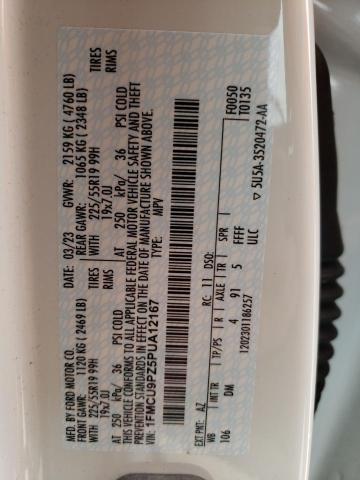 MFD. BY FORD MOTOR CO.
DATE: 03/23 GVWR: 2159 KG ( 4760 LB)
FRONT GAWR: 1120 KG (2469 LB) REAR GAWR: 1065 KG ( 2348 LB)
WITH 225/55R19 99H TIRES WITH 225/55R19 99H TIRES
19x7.0J RIMS 19x7.0J RIMS
AT 250 kPa/ 36 PSI COLD AT 250 kPa/ 36 PSI COLD
THIS VEHICLE CONFORMS TO ALL APPLICABLE FEDERAL MOTOR VEHICLE SAFETY AND THEFT
PREVENTION STANDARDS IN EFFECT ON THE DATE OF MANUFACTURE SHOWN ABOVE.
VIN: 1FMCU9PZ5PUA12167 TYPE: MPV
F0050
T0135
EXT PNT: AZ RC: 11 DSO:
WB INT TR TP/PS R AXLE TR SPR
106 DM 4 91 5 FFFF
ULC
1202301186257
5U5A-3520472-AA